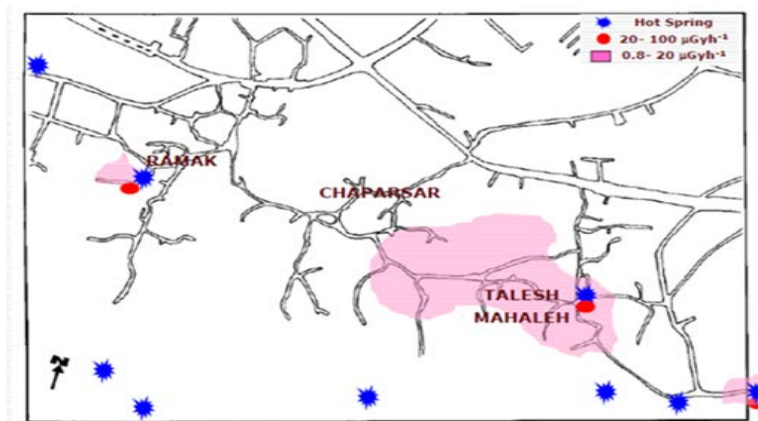 Hot Spring
20- 100 µGyh⁻¹
0.8- 20 µGyh⁻¹
RAMAK
CHAPARSAR
TALESH
MAHALEH
N